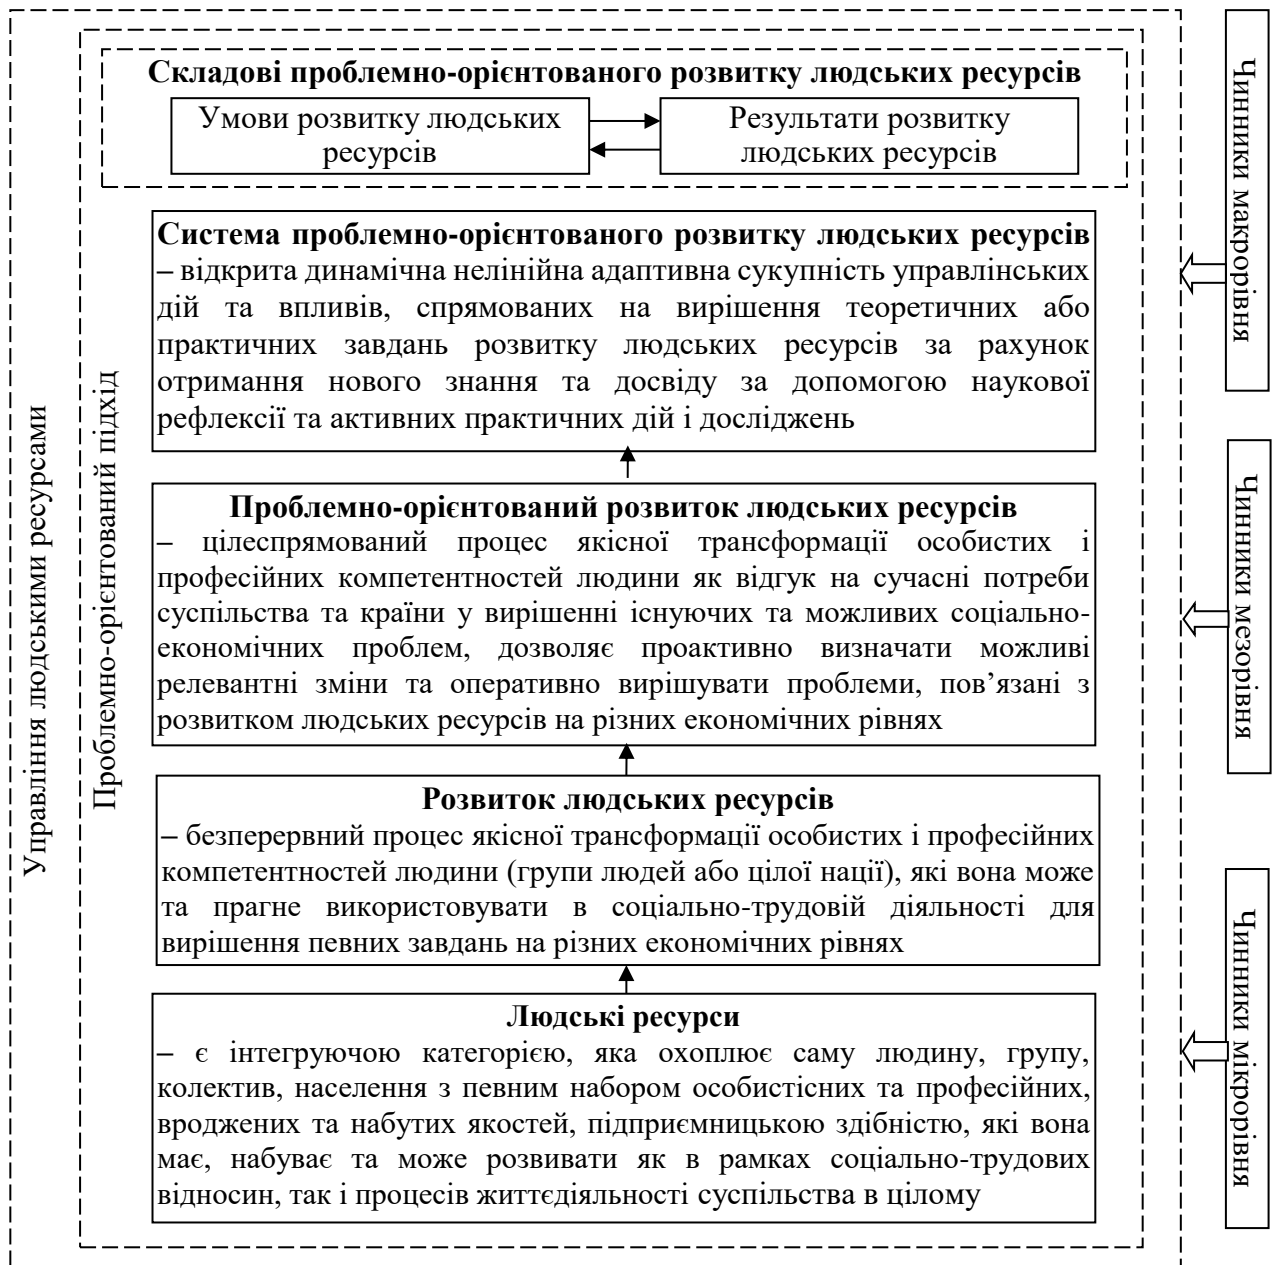 Складові проблемно-орієнтованого розвитку людських ресурсів
Умови розвитку людських
ресурсів
Результати розвитку
людських ресурсів
Система проблемно-орієнтованого розвитку людських ресурсів
– відкрита динамічна нелінійна адаптивна сукупність управлінських
дій та впливів, спрямованих на вирішення теоретичних або
практичних завдань розвитку людських ресурсів за рахунок
отримання нового знання та досвіду за допомогою наукової
рефлексії та активних практичних дій і досліджень
Проблемно-орієнтований розвиток людських ресурсів
– цілеспрямований процес якісної трансформації особистих і
професійних компетентностей людини як відгук на сучасні потреби
суспільства та країни у вирішенні існуючих та можливих соціально-
економічних проблем, дозволяє проактивно визначати можливі
релевантні зміни та оперативно вирішувати проблеми, пов’язані з
розвитком людських ресурсів на різних економічних рівнях
Розвиток людських ресурсів
– безперервний процес якісної трансформації особистих і професійних
компетентностей людини (групи людей або цілої нації), які вона може
та прагне використовувати в соціально-трудовій діяльності для
вирішення певних завдань на різних економічних рівнях
Людські ресурси
– є інтегруючою категорією, яка охоплює саму людину, групу,
колектив, населення з певним набором особистісних та професійних,
вроджених та набутих якостей, підприємницькою здібністю, які вона
має, набуває та може розвивати як в рамках соціально-трудових
відносин, так і процесів життєдіяльності суспільства в цілому
Управління людськими ресурсами
Проблемно-орієнтований підхід
Чинники макрорівня
Чинники мезорівня
Чинники мікрорівня